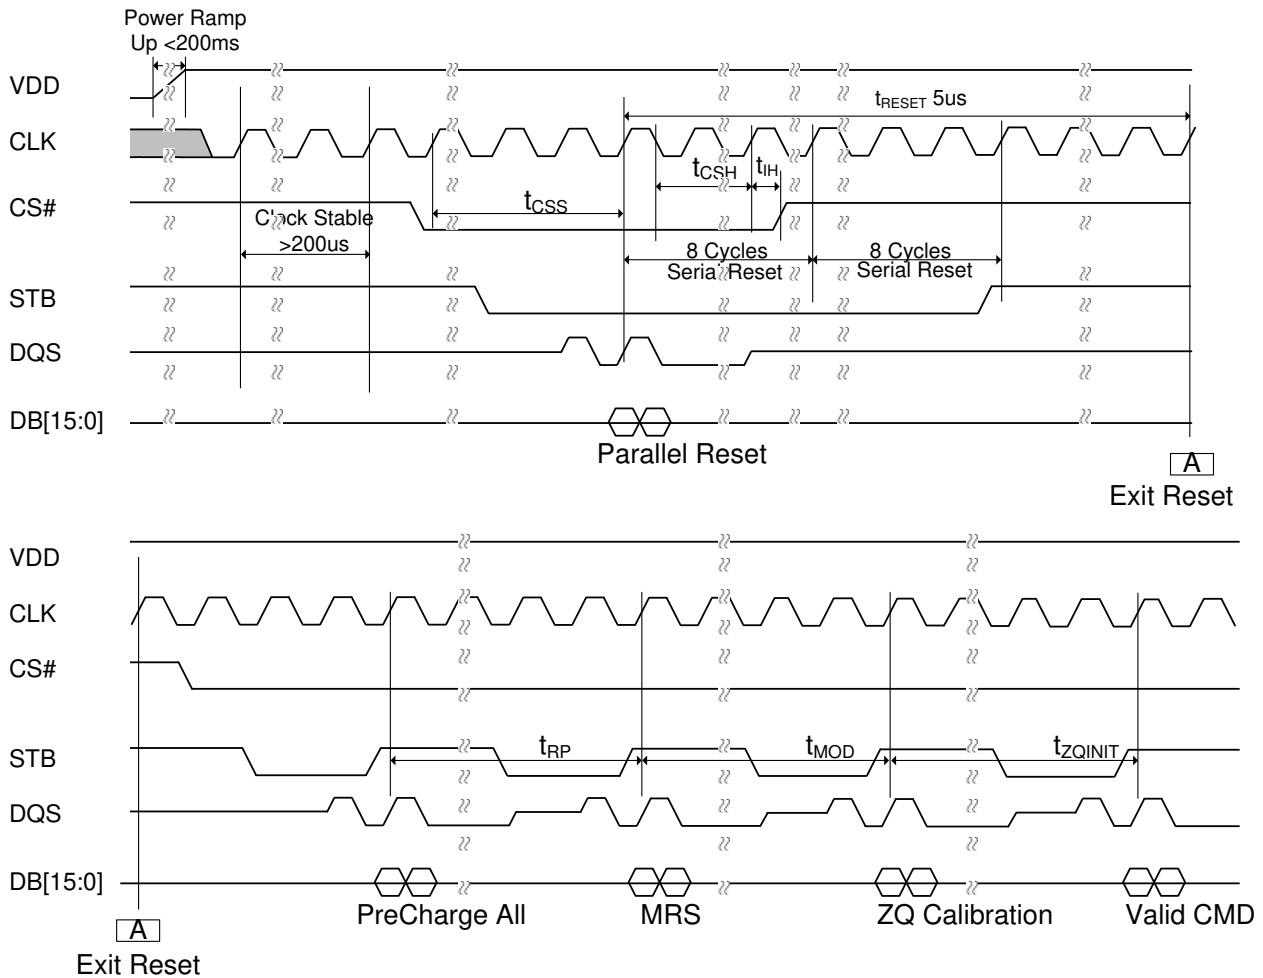 Power Ramp
Up <200ms
VDD
tRESET 5us
CLK
tCSH
tIH
CS#
tCSS
Clock Stable
>200us
8 Cycles
Serial Reset
8 Cycles
Serial Reset
STB
DQS
DB[15:0]
Parallel Reset
A
Exit Reset
VDD
CLK
CS#
STB
tRP
tMOD
tZQINIT
DQS
DB[15:0]
PreCharge All
MRS
ZQ Calibration
Valid CMD
A
Exit Reset